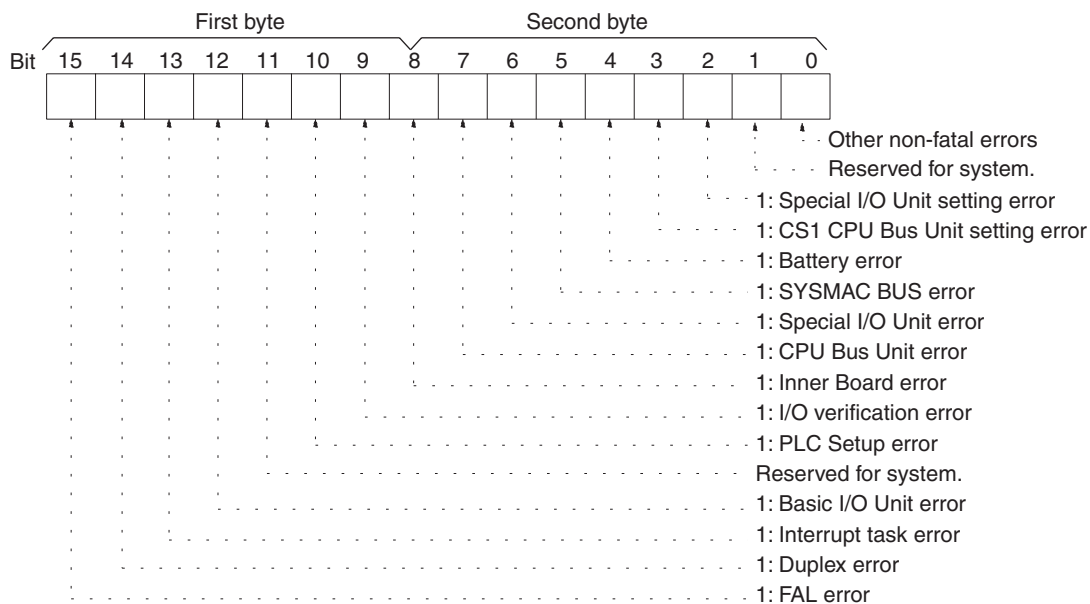 First byte Second byte
Bit 15 14 13 12 11 10 9 8 7 6 5 4 3 2 1 0
Other non-fatal errors
Reserved for system.
1: Special I/O Unit setting error
1: CS1 CPU Bus Unit setting error
1: Battery error
1: SYSMAC BUS error
1: Special I/O Unit error
1: CPU Bus Unit error
1: Inner Board error
1: I/O verification error
1: PLC Setup error
Reserved for system.
1: Basic I/O Unit error
1: Interrupt task error
1: Duplex error
1: FAL error